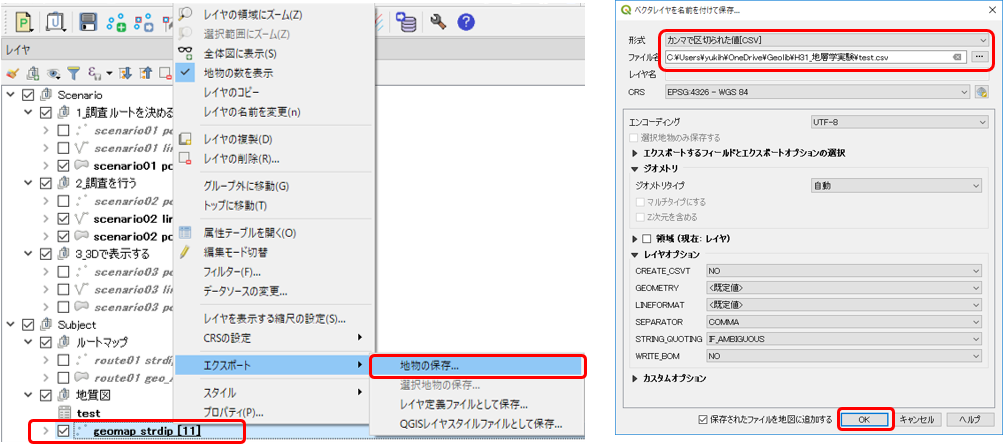 レイヤ
Scenario
1_調査ルートを決める
scenario01 po
scenario01 lin
scenario01 po
2_調査を行う
scenario02 po
scenario02 lin
scenario02 po
3_3Dで表示する
scenario03 po
scenario03 lin
scenario03 po
Subject
ルートマップ
route01 strdi
route01 geo_
地質図
test
geomap strdip [11]
レイヤの領域にズーム(Z)
選択範囲にズーム(Z)
全体図に表示(S)
地物の数を表示
レイヤのコピー
レイヤの名前を変更(n)
レイヤの複製(D)
レイヤの削除(R)...
グループ外に移動(G)
トップに移動(T)
属性テーブルを開く(O)
編集モード切替
フィルター(F)...
データソースの変更...
レイヤを表示する縮尺の設定(S)...
CRSの設定
エクスポート
スタイル
プロパティ(P)...
地物の保存...
選択地物の保存...
レイヤ定義ファイルとして保存...
QGISレイヤスタイルファイルとして保存...
ベクタレイヤを名前を付けて保存...
形式 カンマで区切られた値[CSV]
ファイル名 C:¥Users¥yukih¥OneDrive¥Geolib¥H31_地層学実験¥test.csv ...
レイヤ名
CRS EPSG:4326 - WGS 84
エンコーディング UTF-8
選択地物のみ保存する
エクスポートするフィールドとエクスポートオプションの選択
ジオメトリ
ジオメトリタイプ 自動
マルチタイプにする
Z次元を含める
領域 (現在: レイヤ)
レイヤオプション
CREATE_CSVT NO
GEOMETRY <既定値>
LINEFORMAT <既定値>
SEPARATOR COMMA
STRING_QUOTING IF_AMBIGUOUS
WRITE_BOM NO
カスタムオプション
保存されたファイルを地図に追加する OK キャンセル ヘルプ